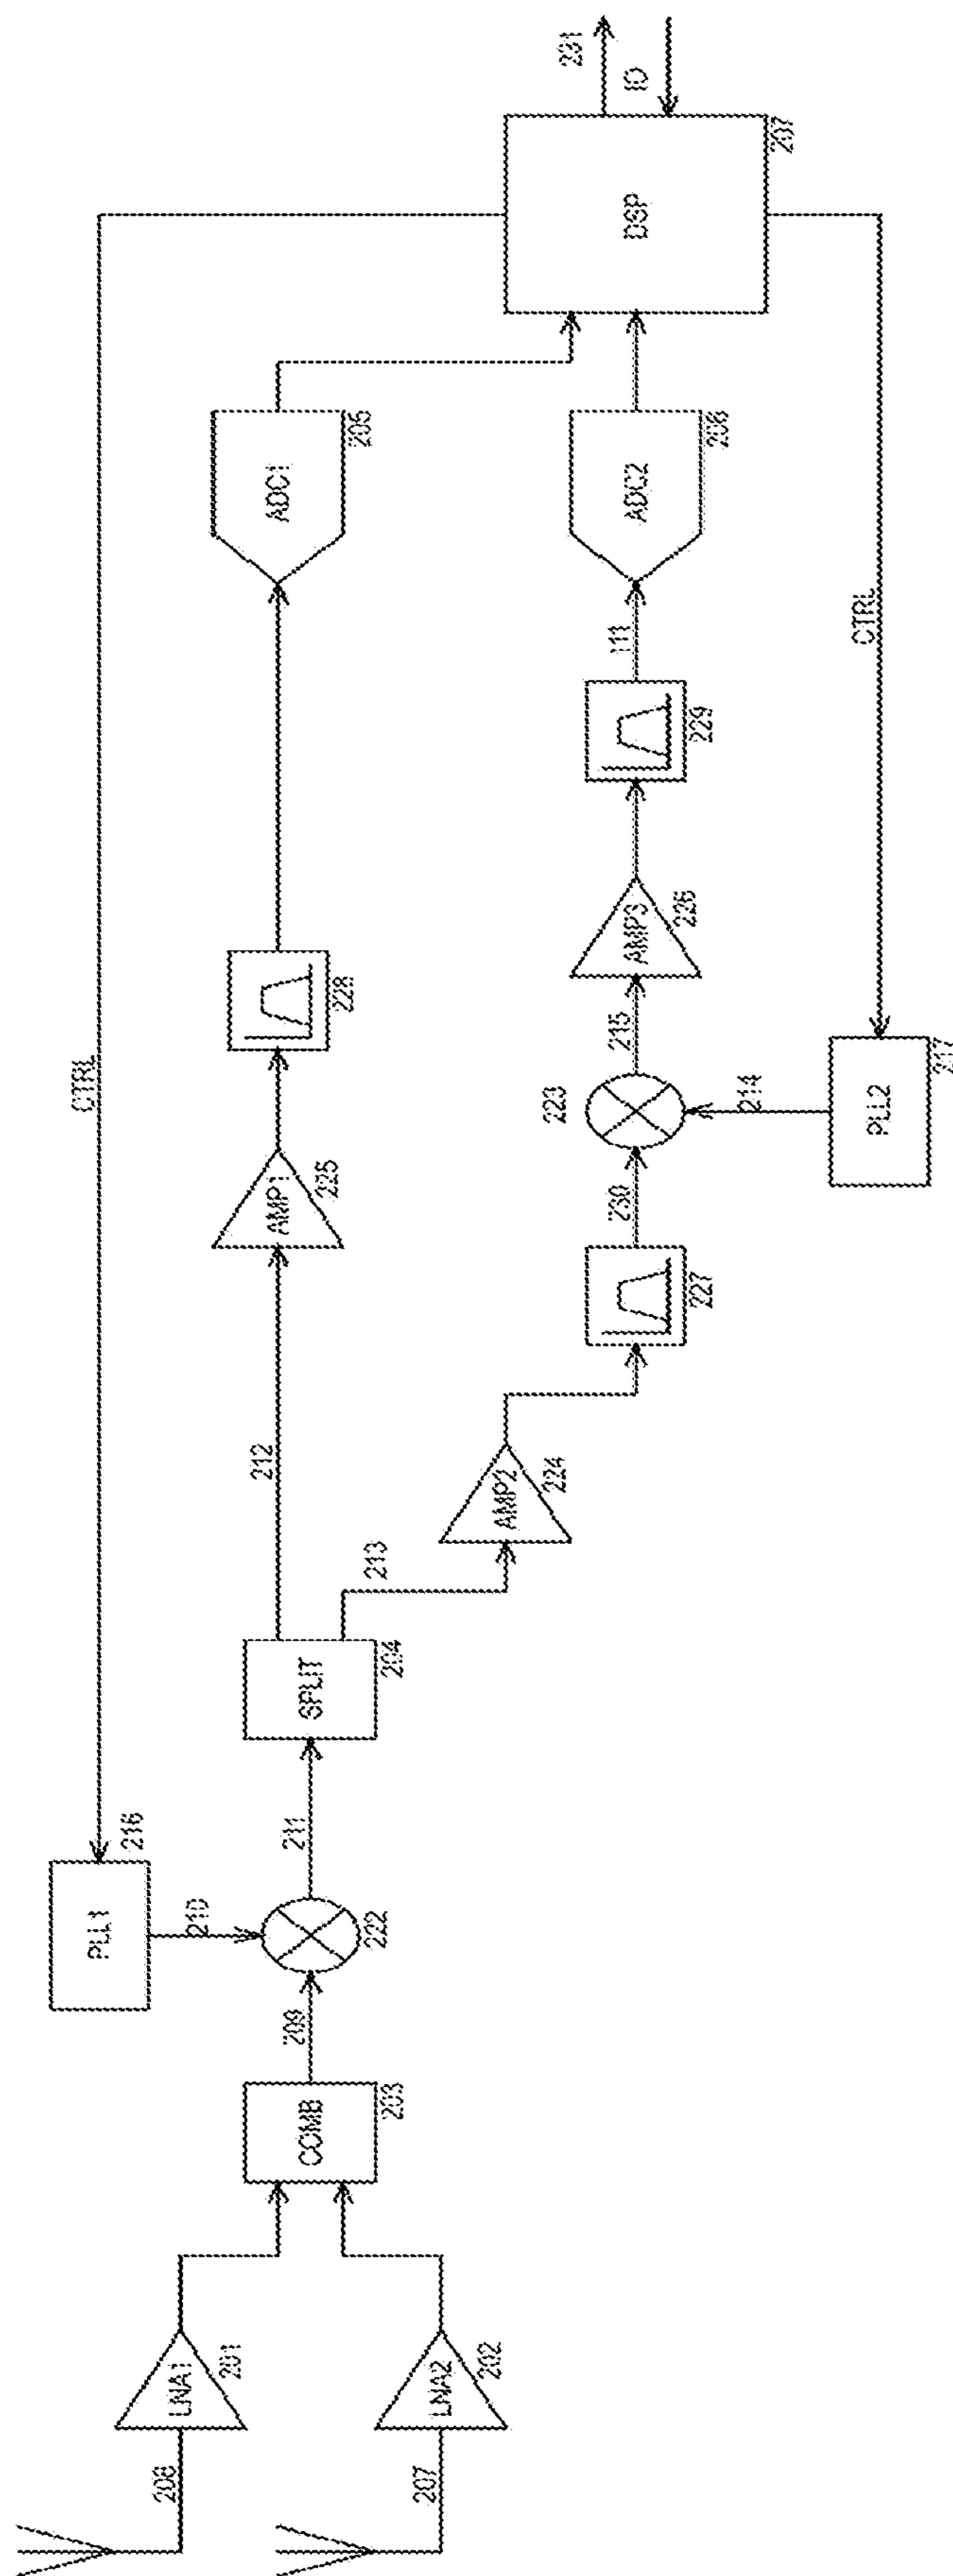 208
LNA1
201
207
LNA2
202
COMB
203
209
PLL1
216
210
222
211
SPLIT
204
212
213
AMP1
225
228
CTRL
ADC1
205
AMP2
224
227
230
223
214
PLL2
217
215
AMP3
226
229
111
ADC2
206
CTRL
DSP
207
231
IO